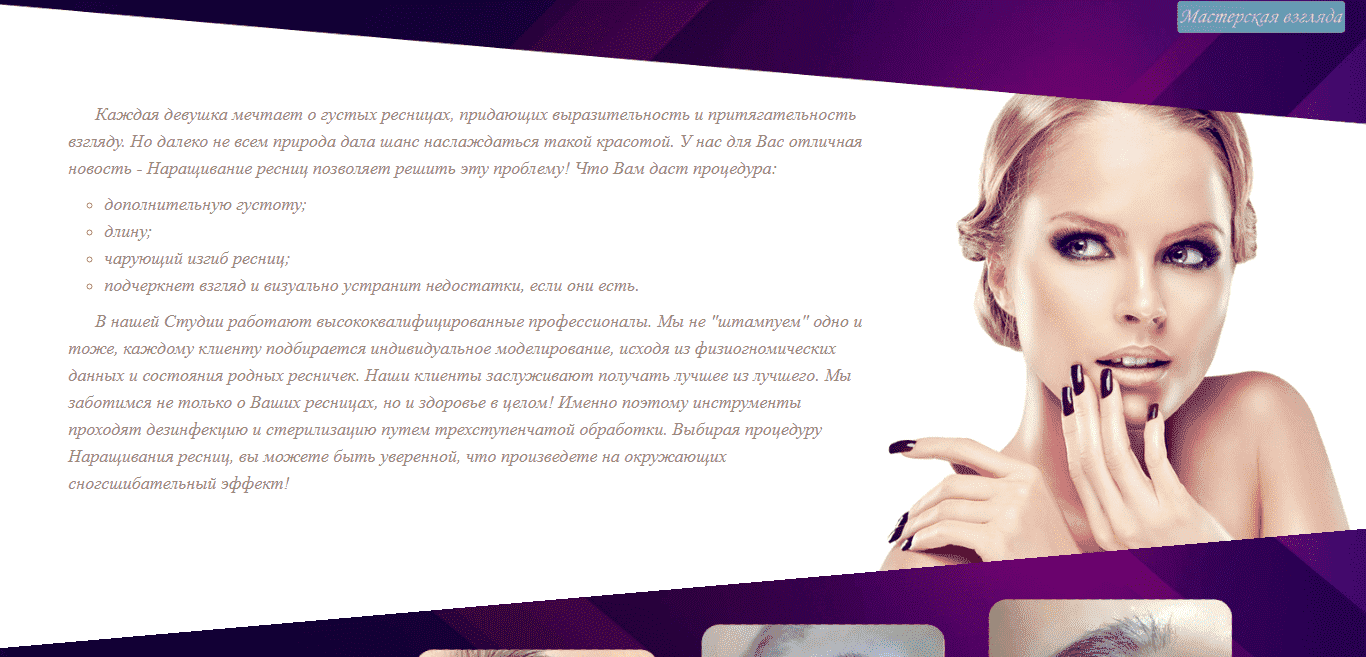 Мастерская взгляда
Каждая девушка мечтает о густых ресницах, придающих выразительность и притягательность
взгляду. Но далеко не всем природа дала шанс наслаждаться такой красотой. У нас для Вас отличная
новость - Наращивание ресниц позволяет решить эту проблему! Что Вам даст процедура:
дополнительную густоту;
длину;
чарующий изгиб ресниц;
подчеркнет взгляд и визуально устранит недостатки, если они есть.
В нашей Студии работают высококвалифицированные профессионалы. Мы не "штампуем" одно и
тоже, каждому клиенту подбирается индивидуальное моделирование, исходя из физиогномических
данных и состояния родных ресничек. Наши клиенты заслуживают получать лучшее из лучшего. Мы
заботимся не только о Ваших ресницах, но и здоровье в целом! Именно поэтому инструменты
проходят дезинфекцию и стерилизацию путем трехступенчатой обработки. Выбирая процедуру
Наращивания ресниц, вы можете быть уверенной, что произведете на окружающих
сногсшибательный эффект!